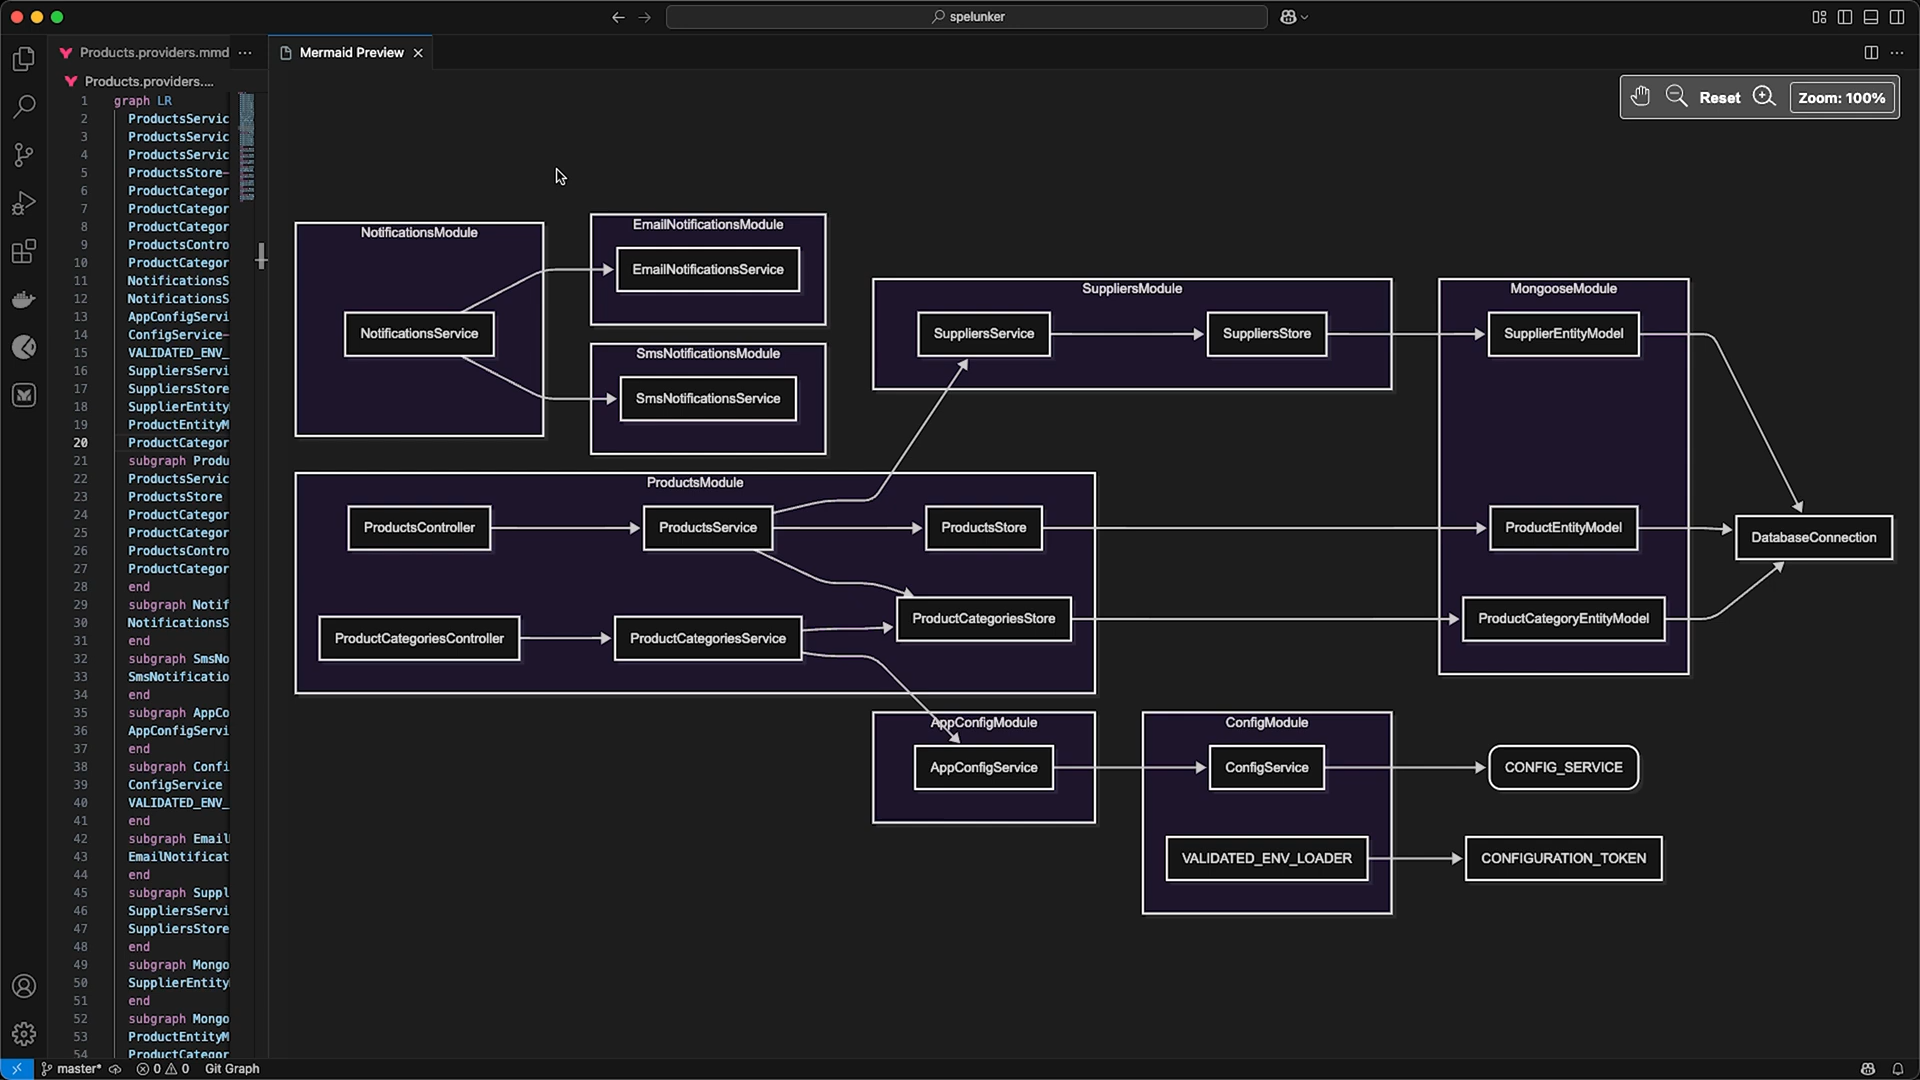 spelunker
Products.providers.mmd
Mermaid Preview
Products.providers....
1 graph LR
2 ProductsServic
3 ProductsServic
4 ProductsServic
5 ProductsStore-
6 ProductCategor
7 ProductCategor
8 ProductCategor
9 ProductsContro
10 ProductCategor
11 NotificationsS
12 NotificationsS
13 AppConfigServi
14 ConfigService-
15 VALIDATED_ENV_
16 SuppliersServi
17 SuppliersStore
18 SupplierEntity
19 ProductEntityM
20 ProductCategor
21 subgraph Produ
22 ProductsServic
23 ProductsStore
24 ProductCategor
25 ProductCategor
26 ProductsContro
27 ProductCategor
28 end
29 subgraph Notif
30 NotificationsS
31 end
32 subgraph SmsNo
33 SmsNotificatio
34 end
35 subgraph AppCo
36 AppConfigServi
37 end
38 subgraph Confi
39 ConfigService
40 VALIDATED_ENV_
41 end
42 subgraph Email
43 EmailNotificat
44 end
45 subgraph Suppl
46 SuppliersServi
47 SuppliersStore
48 end
49 subgraph Mongo
50 SupplierEntity
51 end
52 subgraph Mongo
53 ProductEntityM
54 ProductCategor
Reset
Zoom: 100%
NotificationsModule
NotificationsService
EmailNotificationsModule
EmailNotificationsService
SmsNotificationsModule
SmsNotificationsService
SuppliersModule
SuppliersService
SuppliersStore
MongooseModule
SupplierEntityModel
ProductEntityModel
ProductCategoryEntityModel
DatabaseConnection
ProductsModule
ProductsController
ProductsService
ProductsStore
ProductCategoriesController
ProductCategoriesService
ProductCategoriesStore
AppConfigModule
AppConfigService
ConfigModule
ConfigService
VALIDATED_ENV_LOADER
CONFIG_SERVICE
CONFIGURATION_TOKEN
master*
0
0
Git Graph